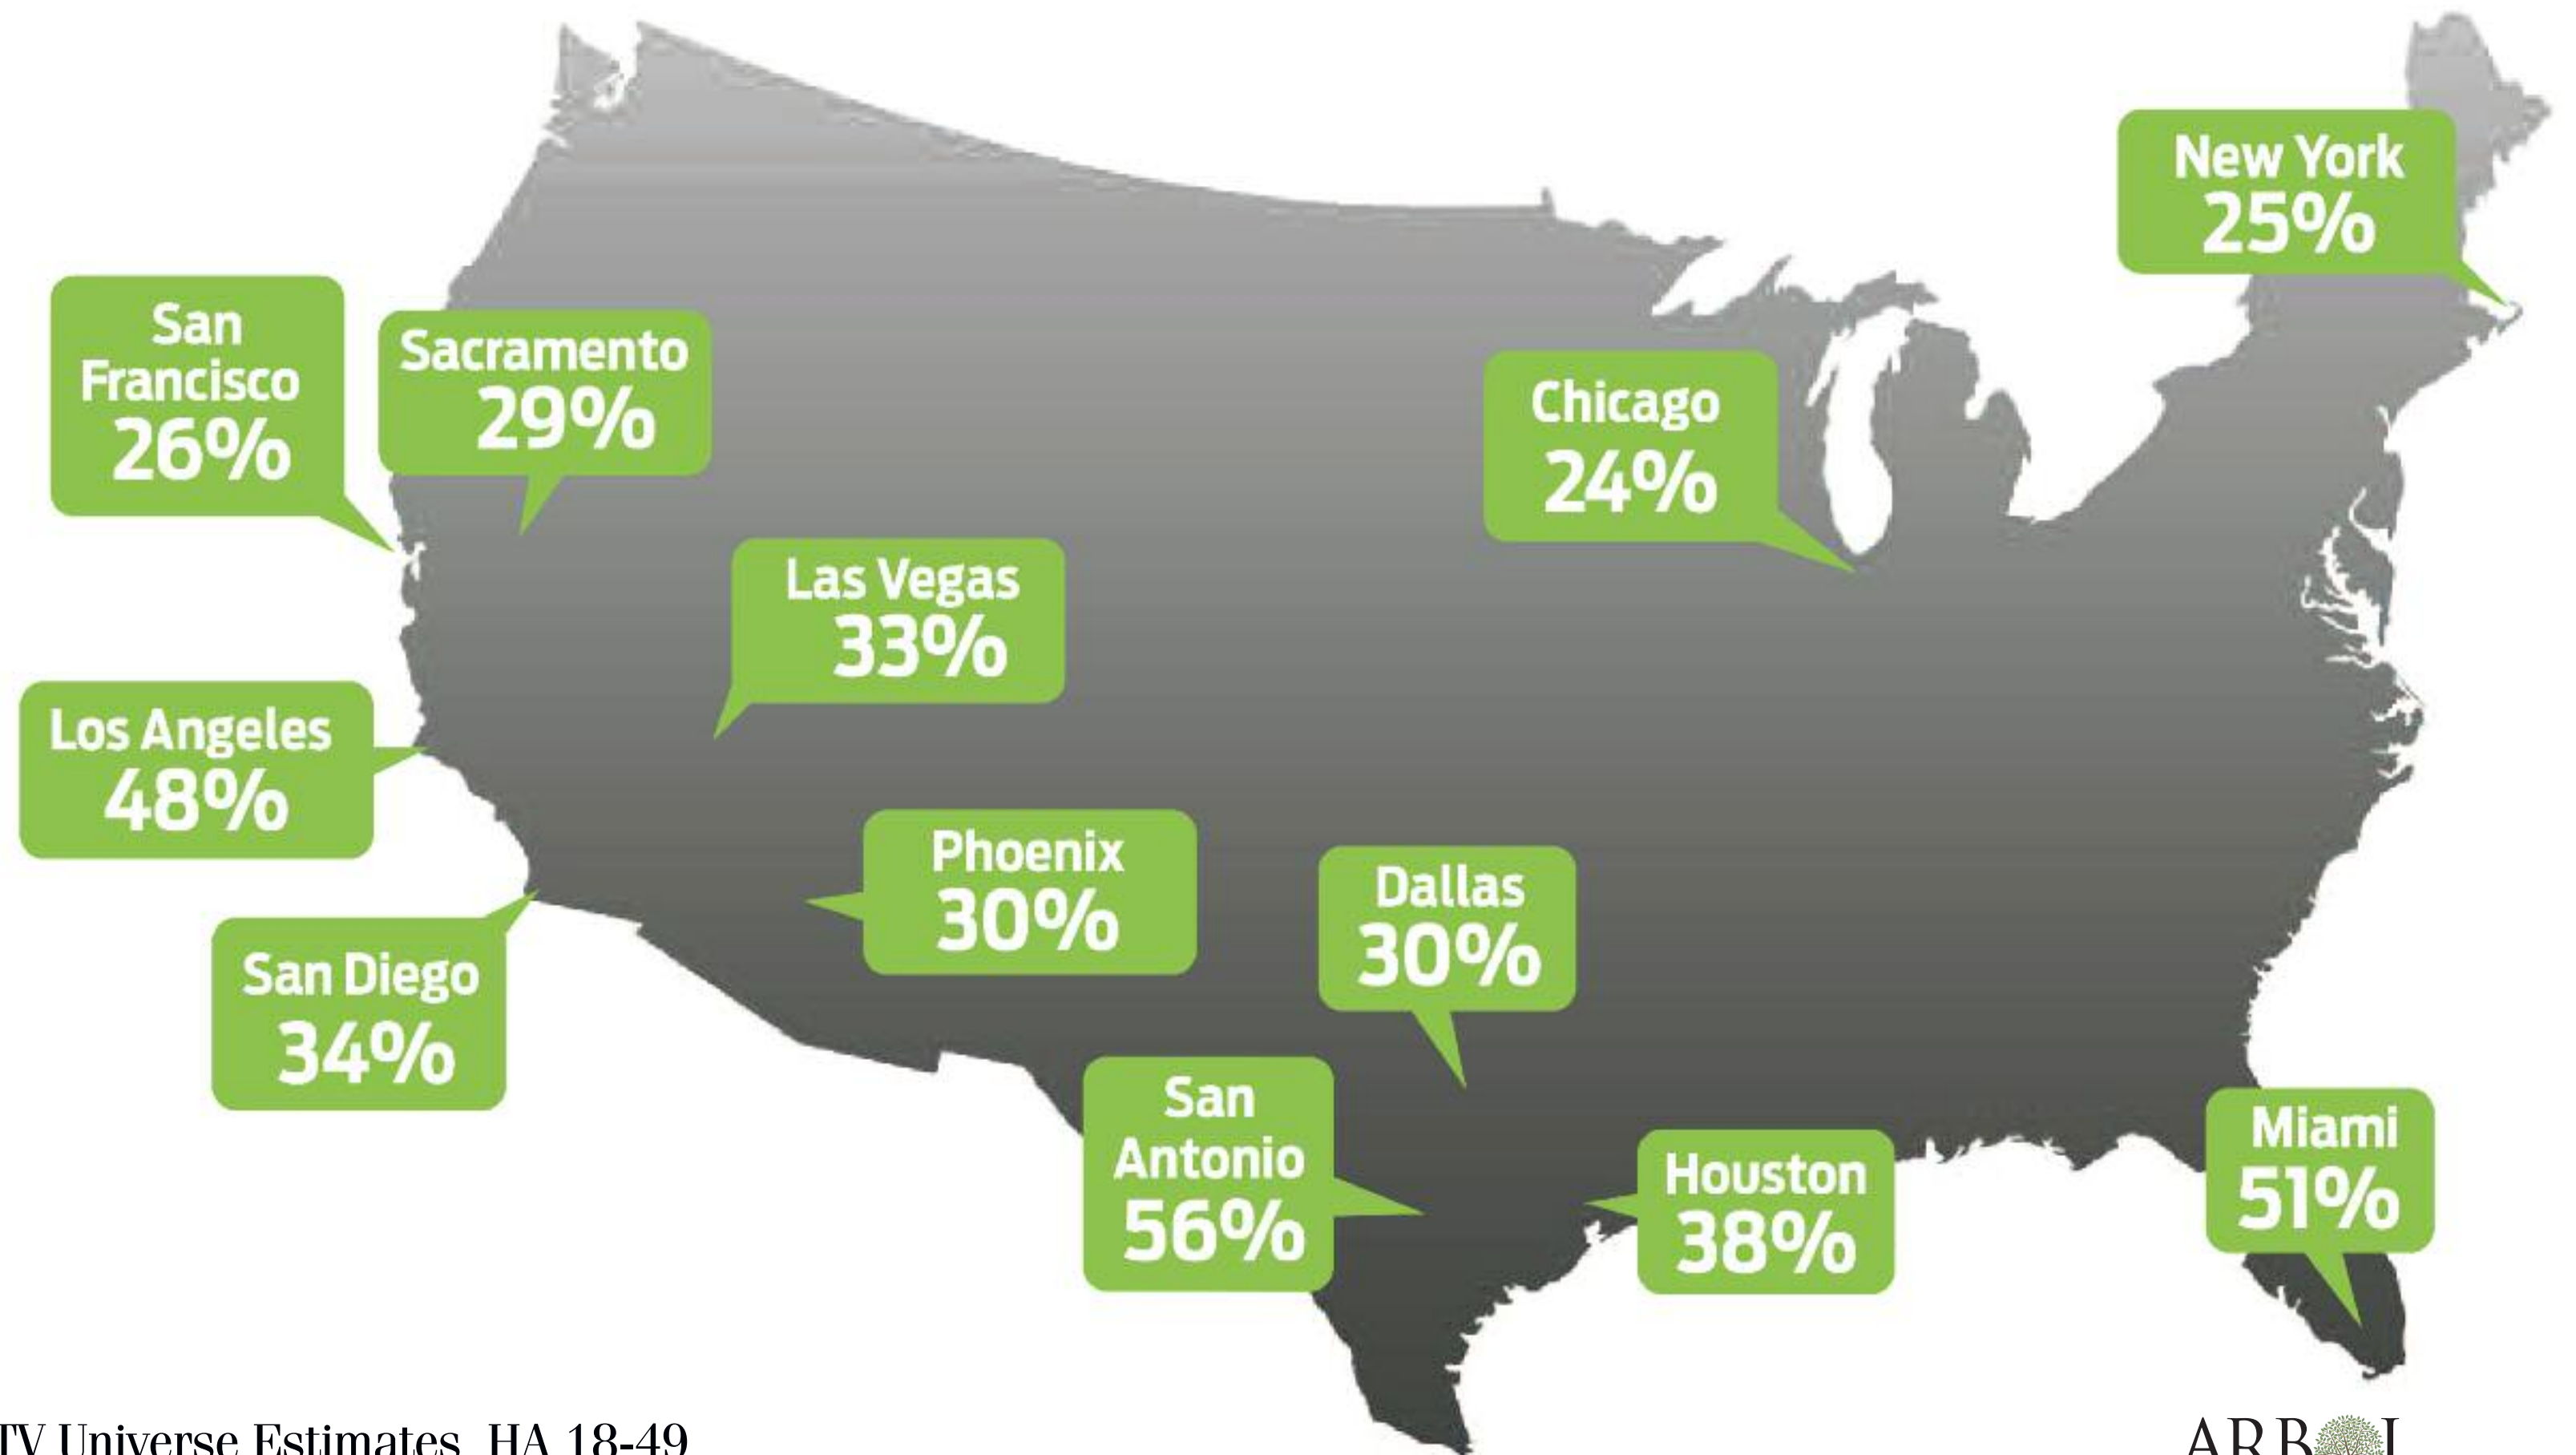 New York
25%
San
Francisco
26%
Sacramento
29%
Chicago
24%
Las Vegas
33%
Los Angeles
48%
Phoenix
30%
Dallas
30%
San Diego
34%
San
Antonio
56%
Houston
38%
Miami
51%
TV Universe Estimates, HA 18-49
ARBOL